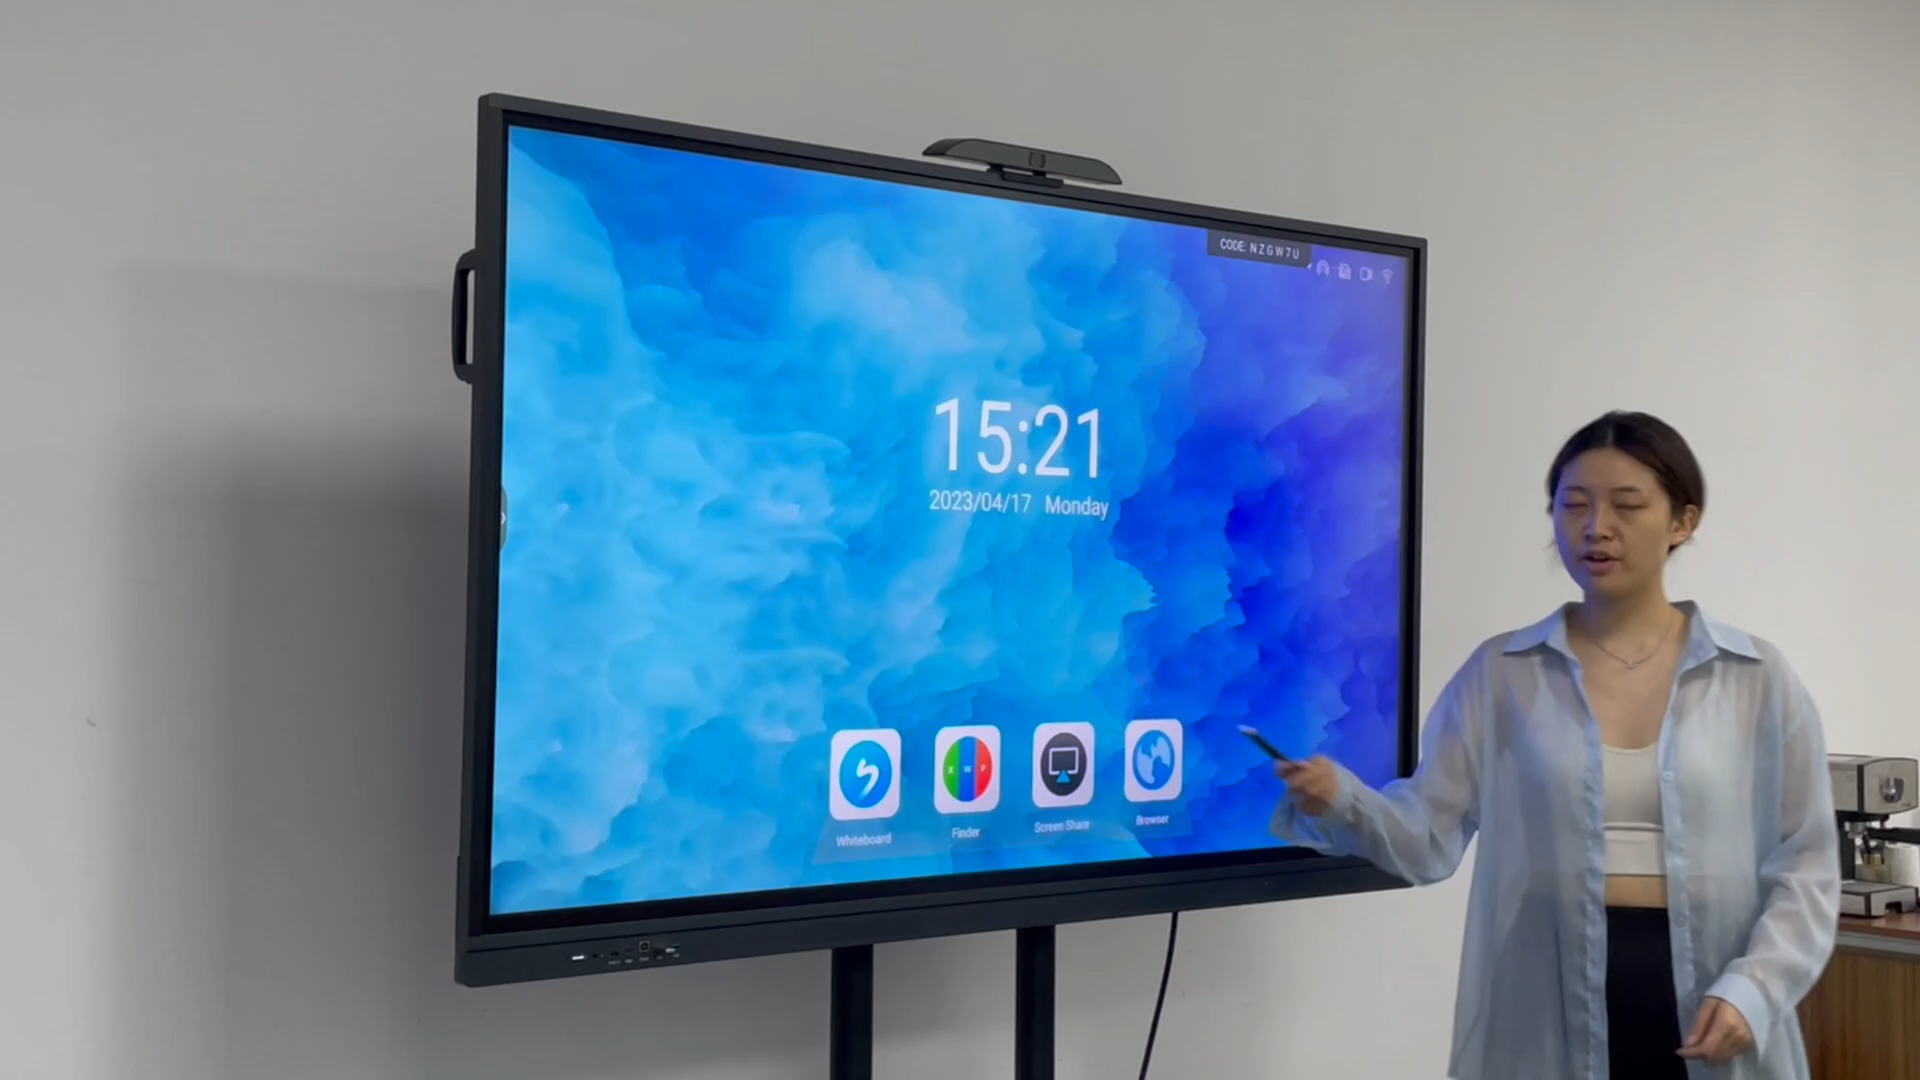 CODE: NZGW7U
15:21
2023/04/17 Monday
X W P
Whiteboard
Finder
Screen Share
Browser